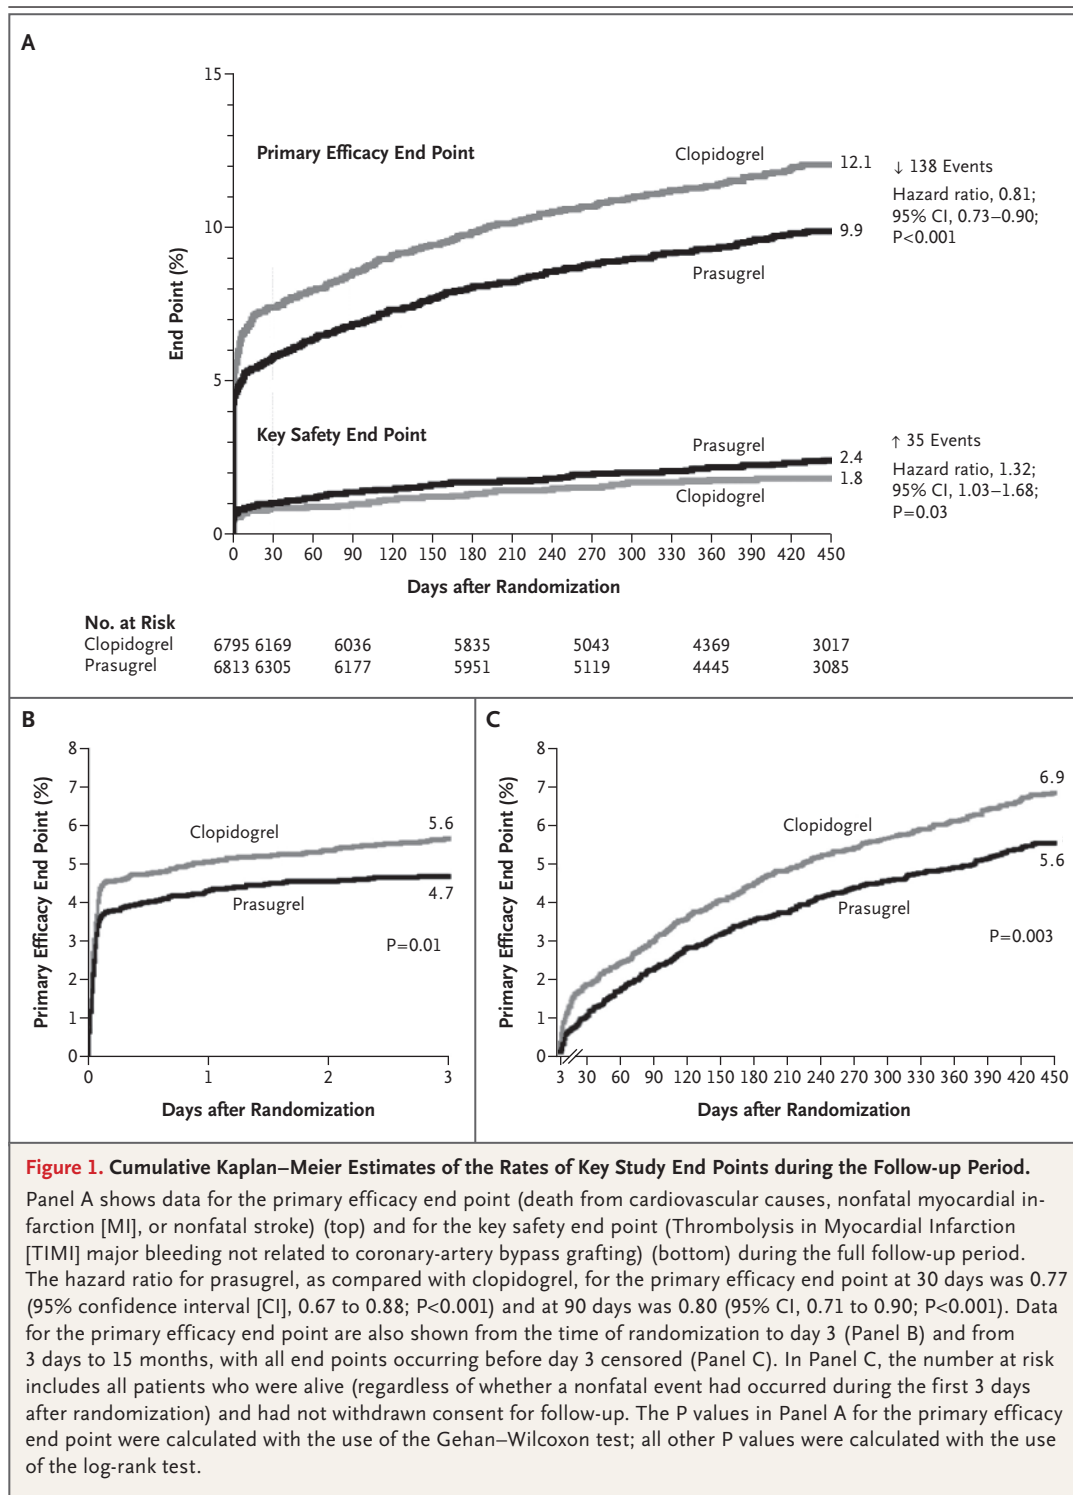 A
15
10
5
0
End Point (%)
Primary Efficacy End Point
Clopidogrel
12.1
↓ 138 Events
Hazard ratio, 0.81;
95% CI, 0.73–0.90;
P<0.001
9.9
Prasugrel
Key Safety End Point
Prasugrel
2.4
1.8
Clopidogrel
↑ 35 Events
Hazard ratio, 1.32;
95% CI, 1.03–1.68;
P=0.03
0 30 60 90 120 150 180 210 240 270 300 330 360 390 420 450
Days after Randomization
No. at Risk
Clopidogrel 6795 6169 6036 5835 5043 4369 3017
Prasugrel 6813 6305 6177 5951 5119 4445 3085
B
8
7
6
5
4
3
2
1
0
Primary Efficacy End Point (%)
Clopidogrel
5.6
Prasugrel
4.7
P=0.01
0 1 2 3
Days after Randomization
C
8
7
6
5
4
3
2
1
0
Primary Efficacy End Point (%)
6.9
Clopidogrel
5.6
Prasugrel
P=0.003
3 30 60 90 120 150 180 210 240 270 300 330 360 390 420 450
Days after Randomization
Figure 1. Cumulative Kaplan–Meier Estimates of the Rates of Key Study End Points during the Follow-up Period.
Panel A shows data for the primary efficacy end point (death from cardiovascular causes, nonfatal myocardial in-
farction [MI], or nonfatal stroke) (top) and for the key safety end point (Thrombolysis in Myocardial Infarction
[TIMI] major bleeding not related to coronary-artery bypass grafting) (bottom) during the full follow-up period.
The hazard ratio for prasugrel, as compared with clopidogrel, for the primary efficacy end point at 30 days was 0.77
(95% confidence interval [CI], 0.67 to 0.88; P<0.001) and at 90 days was 0.80 (95% CI, 0.71 to 0.90; P<0.001). Data
for the primary efficacy end point are also shown from the time of randomization to day 3 (Panel B) and from
3 days to 15 months, with all end points occurring before day 3 censored (Panel C). In Panel C, the number at risk
includes all patients who were alive (regardless of whether a nonfatal event had occurred during the first 3 days
after randomization) and had not withdrawn consent for follow-up. The P values in Panel A for the primary efficacy
end point were calculated with the use of the Gehan–Wilcoxon test; all other P values were calculated with the use
of the log-rank test.